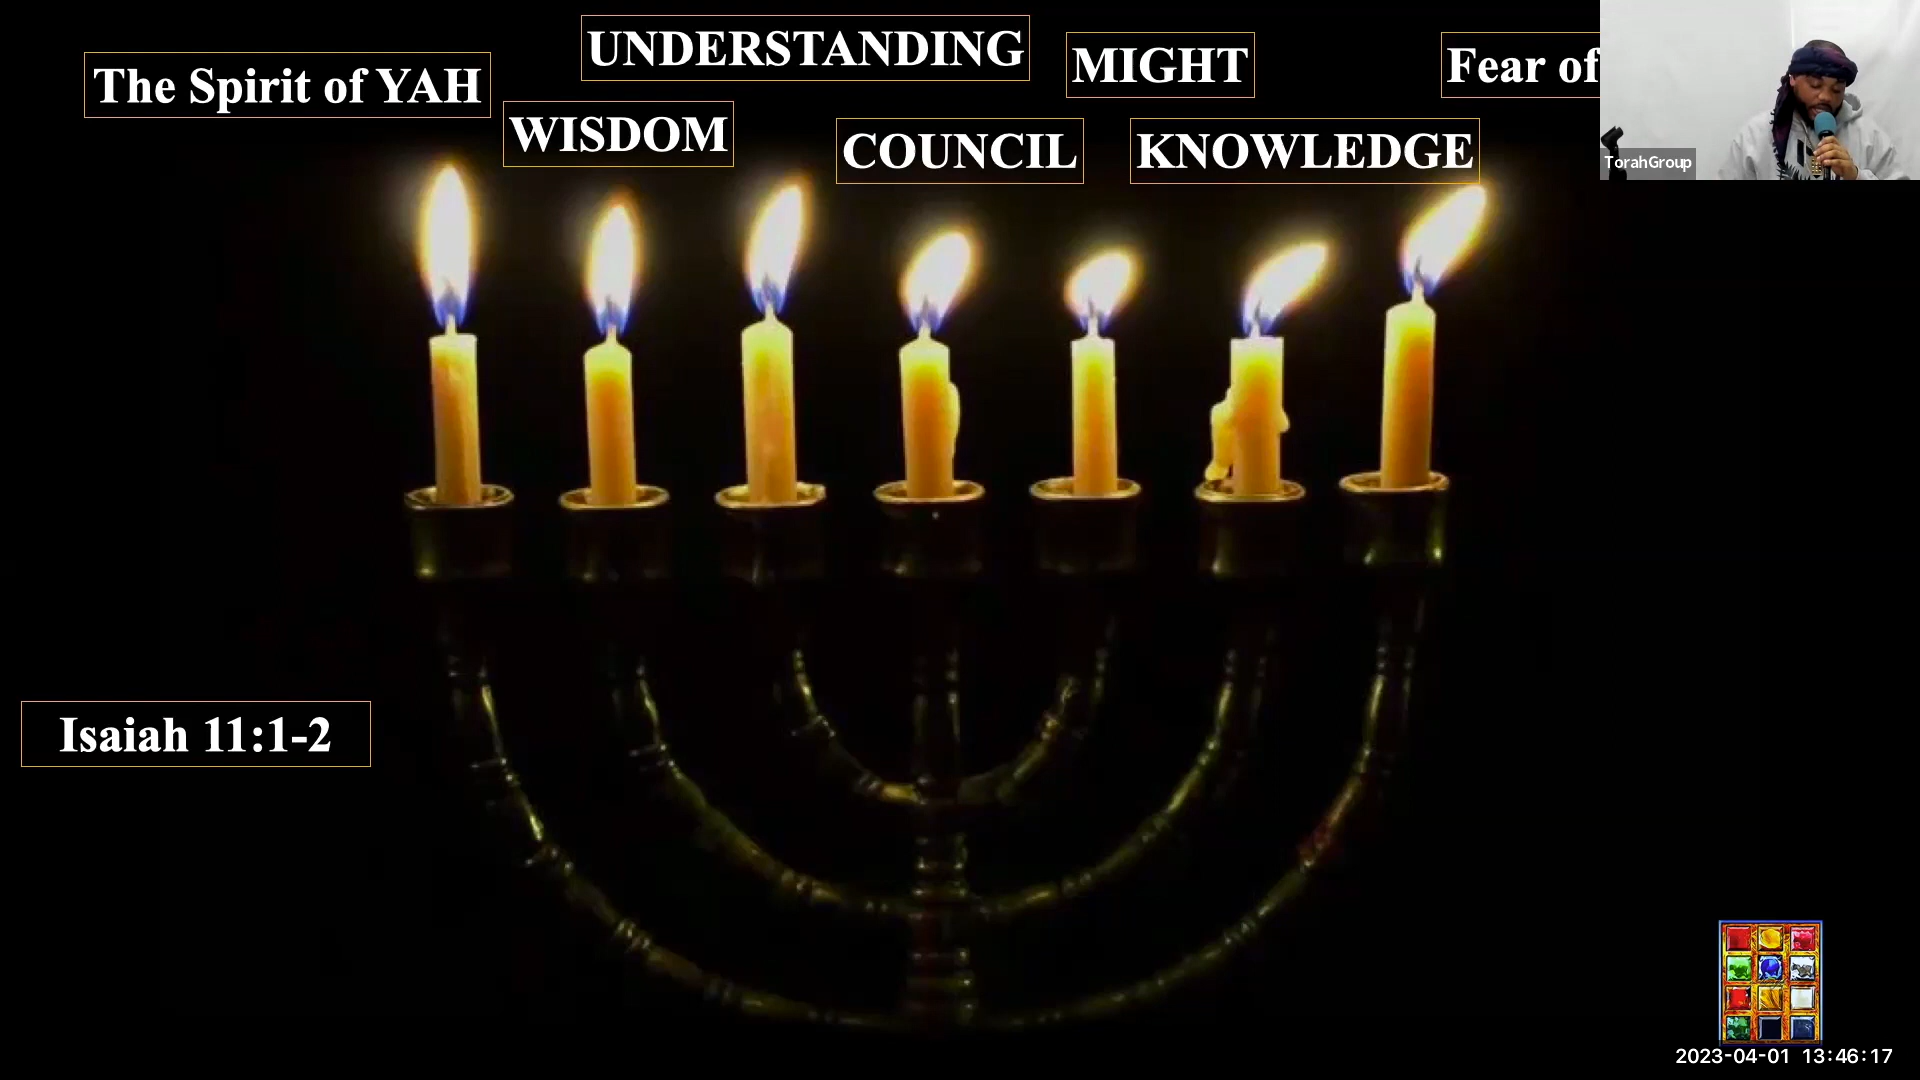 The Spirit of YAH
UNDERSTANDING
MIGHT
Fear of
WISDOM
COUNCIL
KNOWLEDGE
TorahGroup
Isaiah 11:1-2
2023-04-01 13:46:17